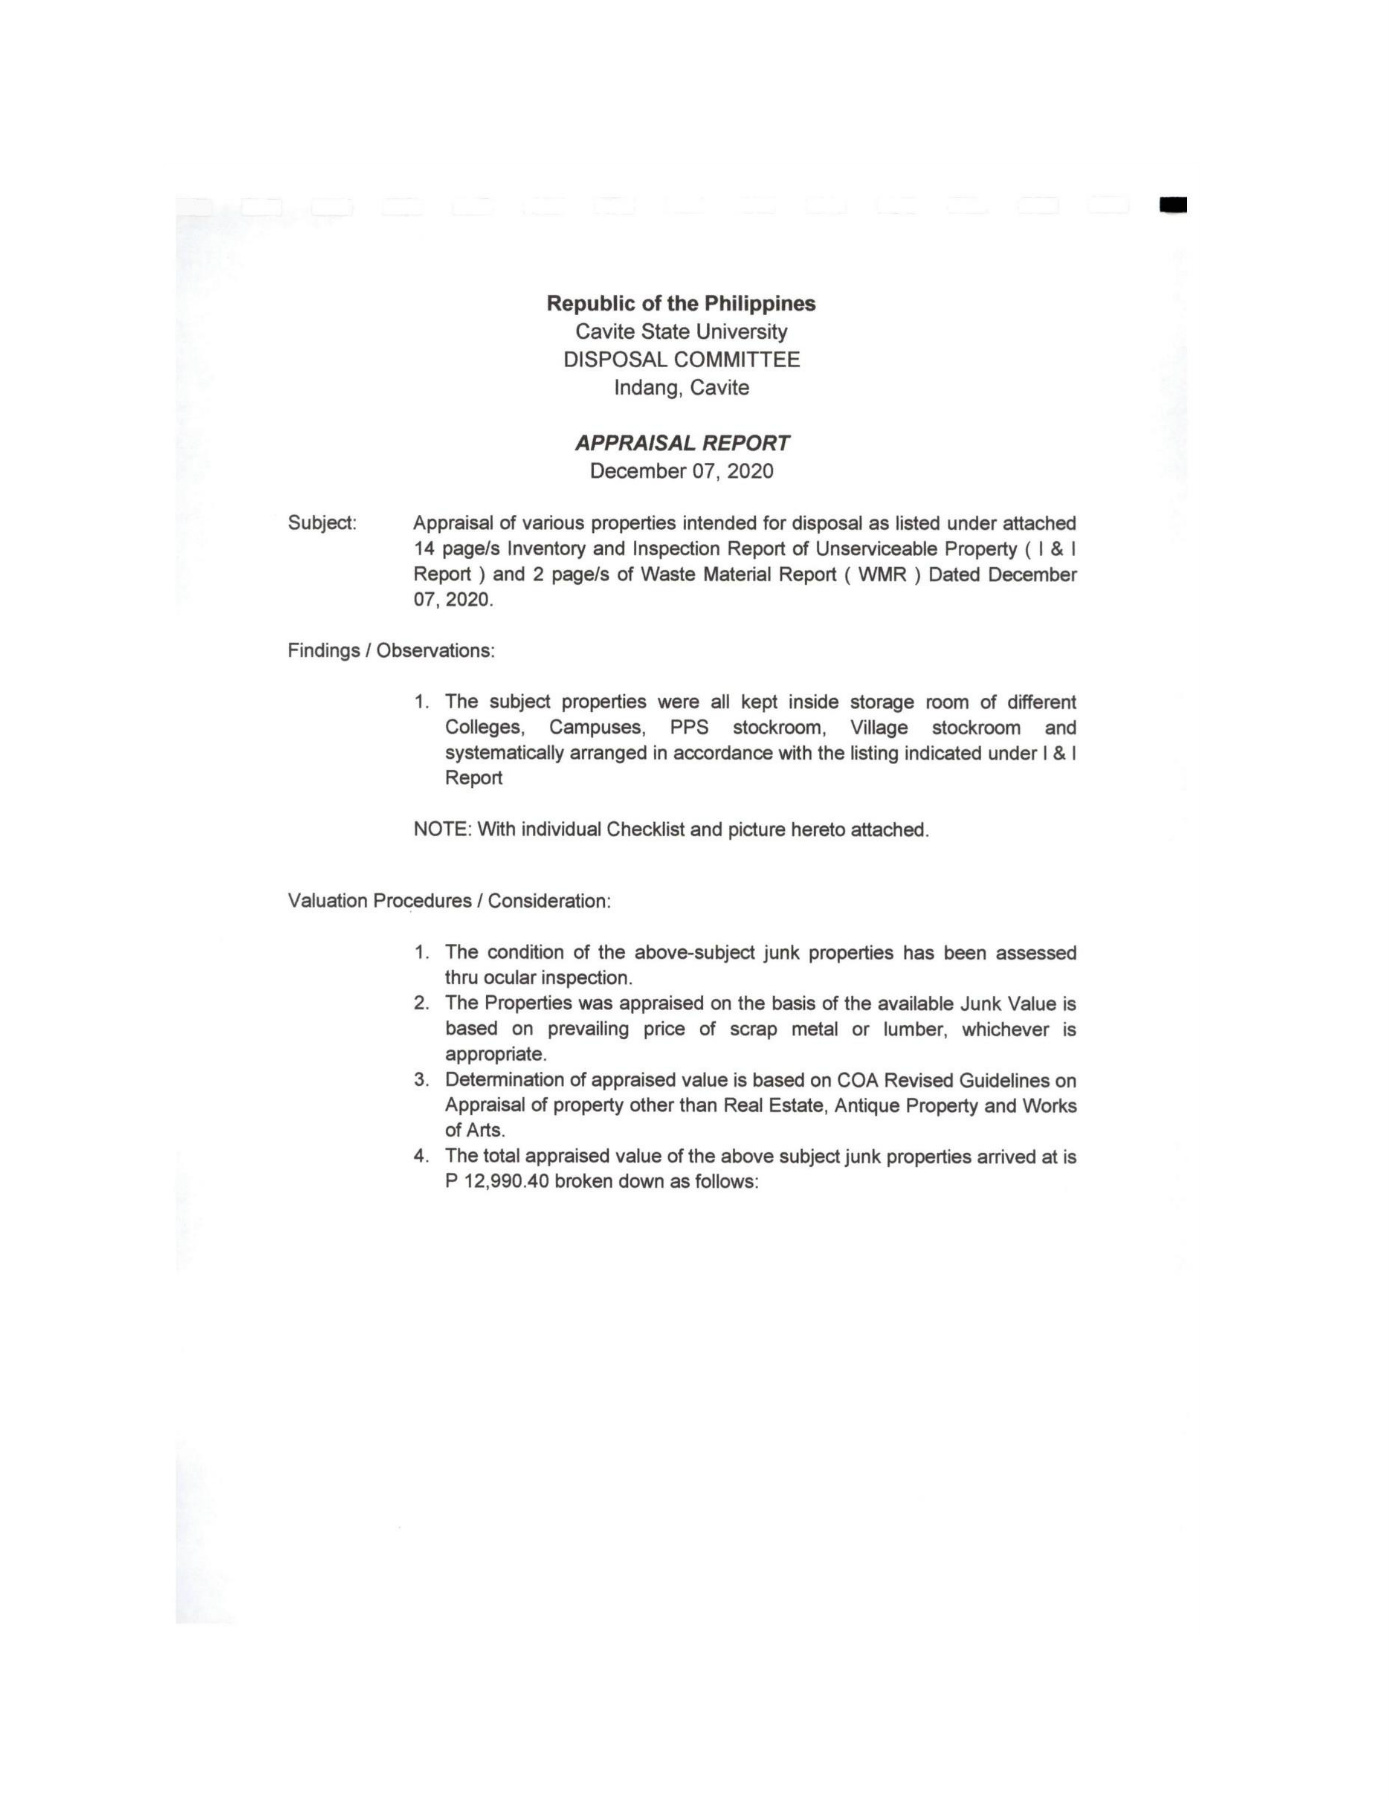 Republic of the Philippines
Cavite State University
DISPOSAL COMMITTEE
Indang, Cavite
APPRAISAL REPORT
December 07, 2020
Subject: Appraisal of various properties intended for disposal as listed under attached
14 page/s Inventory and Inspection Report of Unserviceable Property ( I & I
Report ) and 2 page/s of Waste Material Report ( WMR ) Dated December
07, 2020.
Findings / Observations:
1. The subject properties were all kept inside storage room of different
Colleges, Campuses, PPS stockroom, Village stockroom and
systematically arranged in accordance with the listing indicated under I & I
Report
NOTE: With individual Checklist and picture hereto attached.
Valuation Procedures / Consideration:
1. The condition of the above-subject junk properties has been assessed
thru ocular inspection.
2. The Properties was appraised on the basis of the available Junk Value is
based on prevailing price of scrap metal or lumber, whichever is
appropriate.
3. Determination of appraised value is based on COA Revised Guidelines on
Appraisal of property other than Real Estate, Antique Property and Works
of Arts.
4. The total appraised value of the above subject junk properties arrived at is
P 12,990.40 broken down as follows: